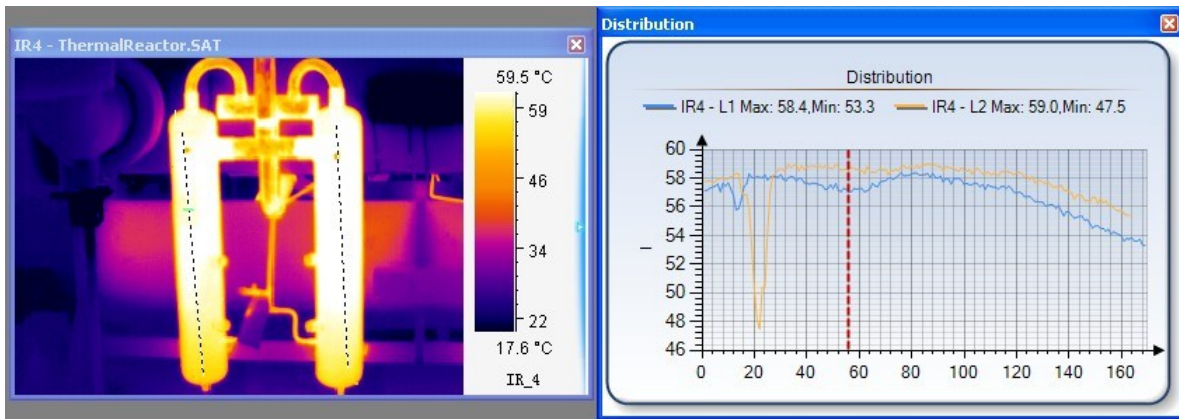 IR4 - ThermalReactor.SAT
59.5 °C
59
46
34
22
17.6 °C
IR_4
Distribution
Distribution
IR4 - L1 Max: 58.4,Min: 53.3
IR4 - L2 Max: 59.0,Min: 47.5
60
58
56
54
52
50
48
46
I
0 20 40 60 80 100 120 140 160